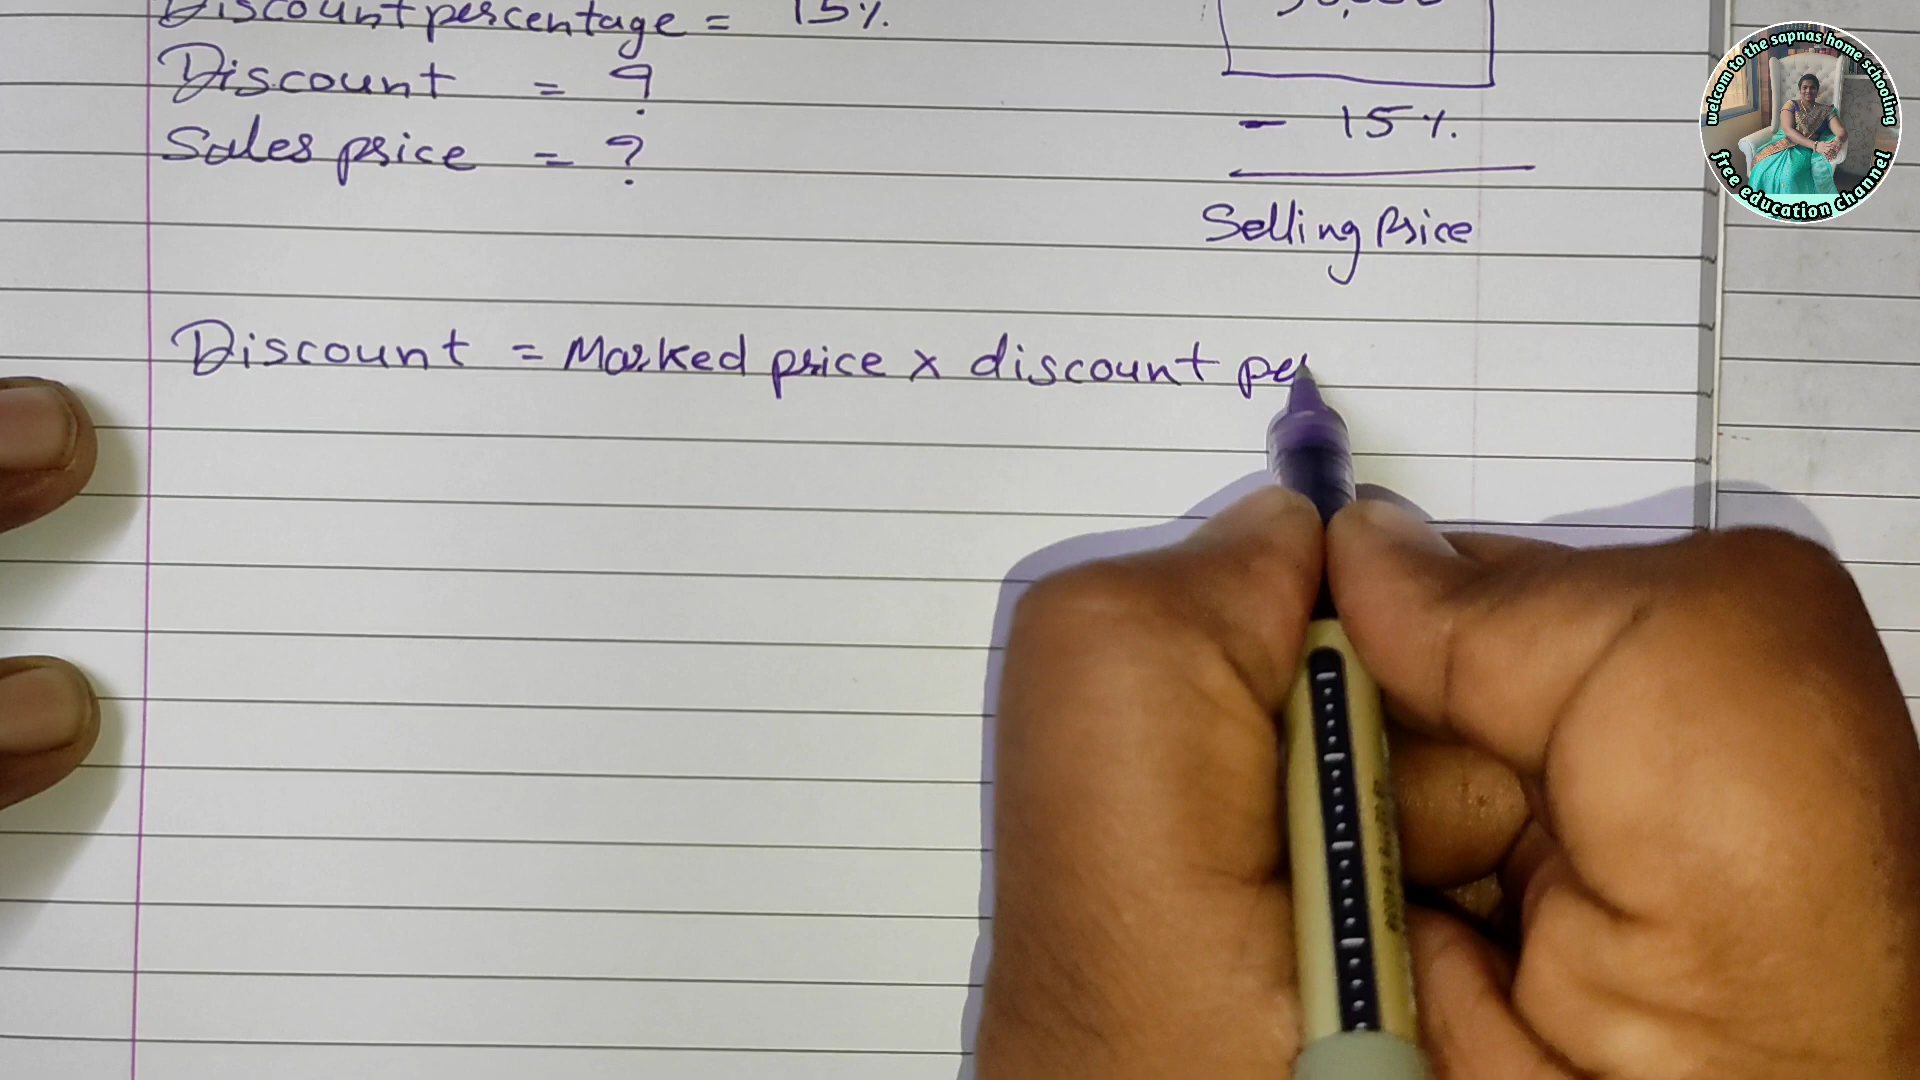 Discount percentage = 15%
Discount = ?
Sales price = ?
- 15%
Selling Price
Discount = Marked price x discount pe
welcom to the sapnas home schooling
free education channel